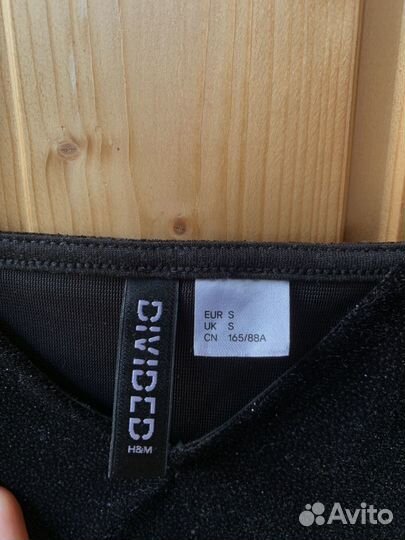 DIVIDED
H&M
EUR S
UK S
CN 165/88A
Avito